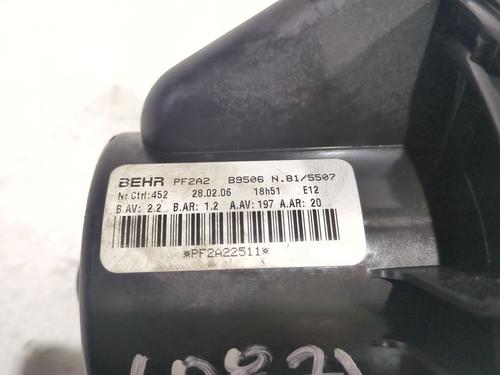 BEHR PF2A2 B9506 N.81/5507
Nr Ctrl:452 28.02.06 18h51 E12
B.AV: 2.2 B.AR: 1.2 A.AV: 197 A.AR: 20
*PF2A22511*